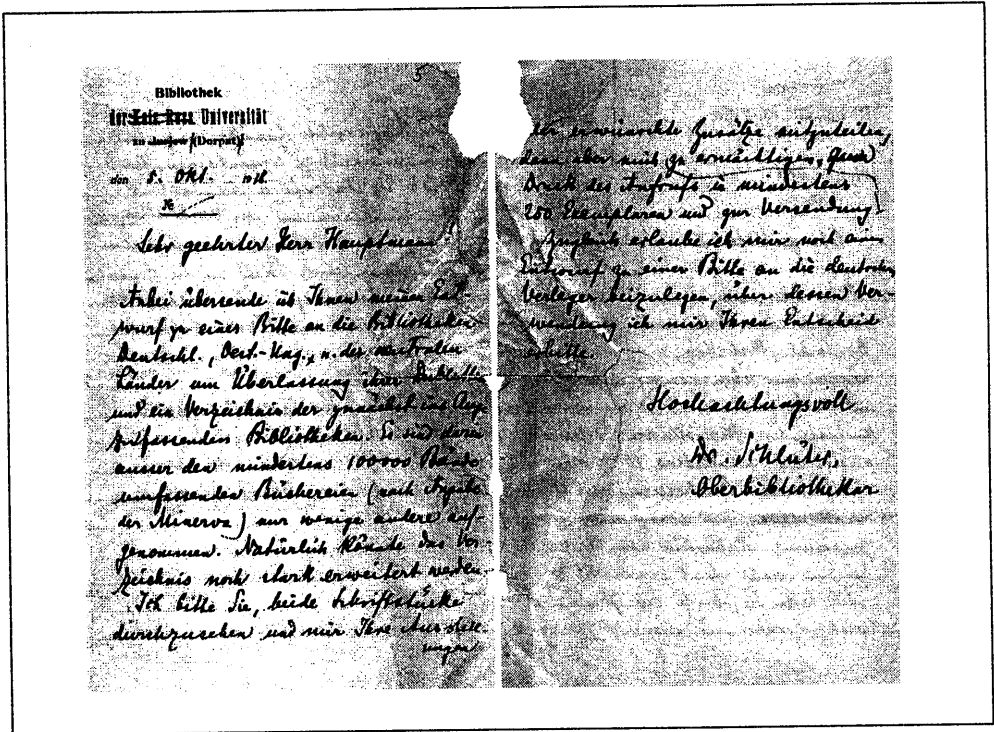 5
Bibliothek
der Kais. Russ. Universität
zu Jurjew (Dorpat)
den 5. Okt. 1918.
№
Sehr geehrter Herr Hauptmann!
Anbei übersende ich Ihnen meinen Ent-
wurf zu einer Bitte an die Bibliotheken
Deutschl., Oest.-Ung., u. der neutralen
Länder um Überlassung ihrer Dublette
und ein Verzeichnis der zunächst ins Auge
zu fassenden Bibliotheken. Es sind darin
ausser den mindestens 100000 Bände
umfassenden Büchereien (nach Angabe
der Minerva) nur wenige andere auf-
genommen. Natürlich könnte das Ver-
zeichnis noch stark erweitert werden.
Ich bitte Sie, beide Schriftstücke
durchzusehen und mir Ihre Ausstell-
ungen
der erwünschte Zusätze mitzuteilen,
dann aber mich zu ermächtigen, zum
Druck des Aufrufs in mindestens
200 Exemplaren und zur Versendung
Zugleich erlaube ich mir noch einen
Entwurf zu einer Bitte an die deutschen
Verleger beizulegen, über dessen Ver-
wendung ich mir Ihren Entscheid
erbitte.
Hochachtungsvoll
Dr. Schlüter,
Oberbibliothekar